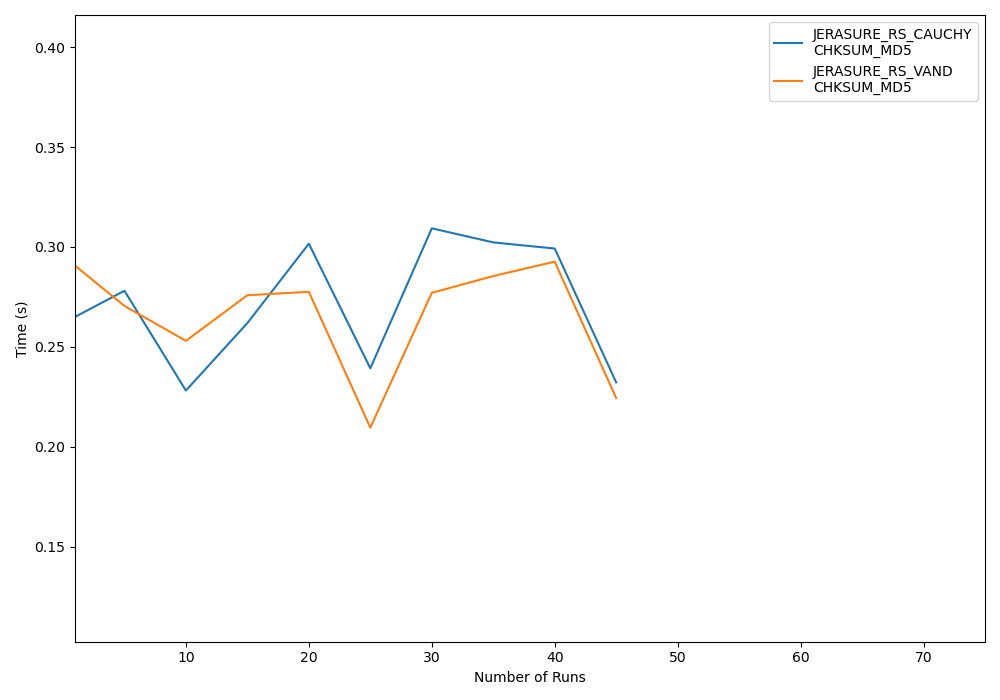 0.40
0.35
0.30
0.25
0.20
0.15
Time (s)
10 20 30 40 50 60 70
Number of Runs
JERASURE_RS_CAUCHY
CHKSUM_MD5
JERASURE_RS_VAND
CHKSUM_MD5